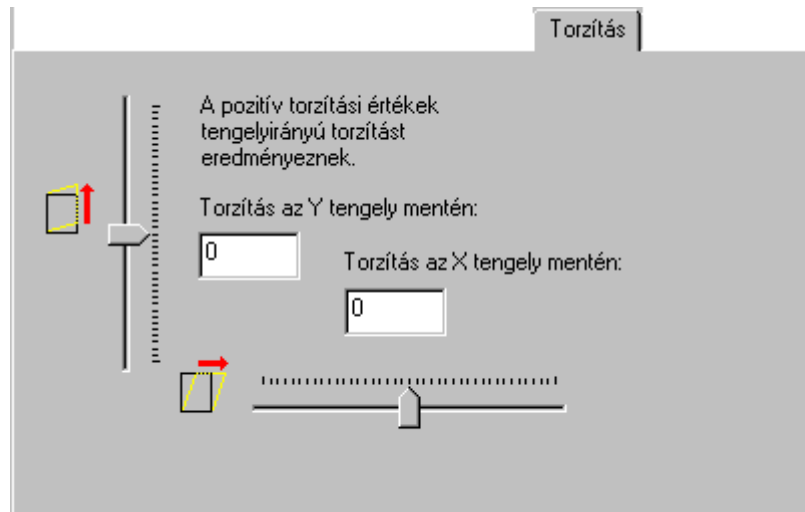 Torzítás
A pozitív torzítási értékek
tengelyirányú torzítást
eredményeznek.
Torzítás az Y tengely mentén:
0
Torzítás az X tengely mentén:
0